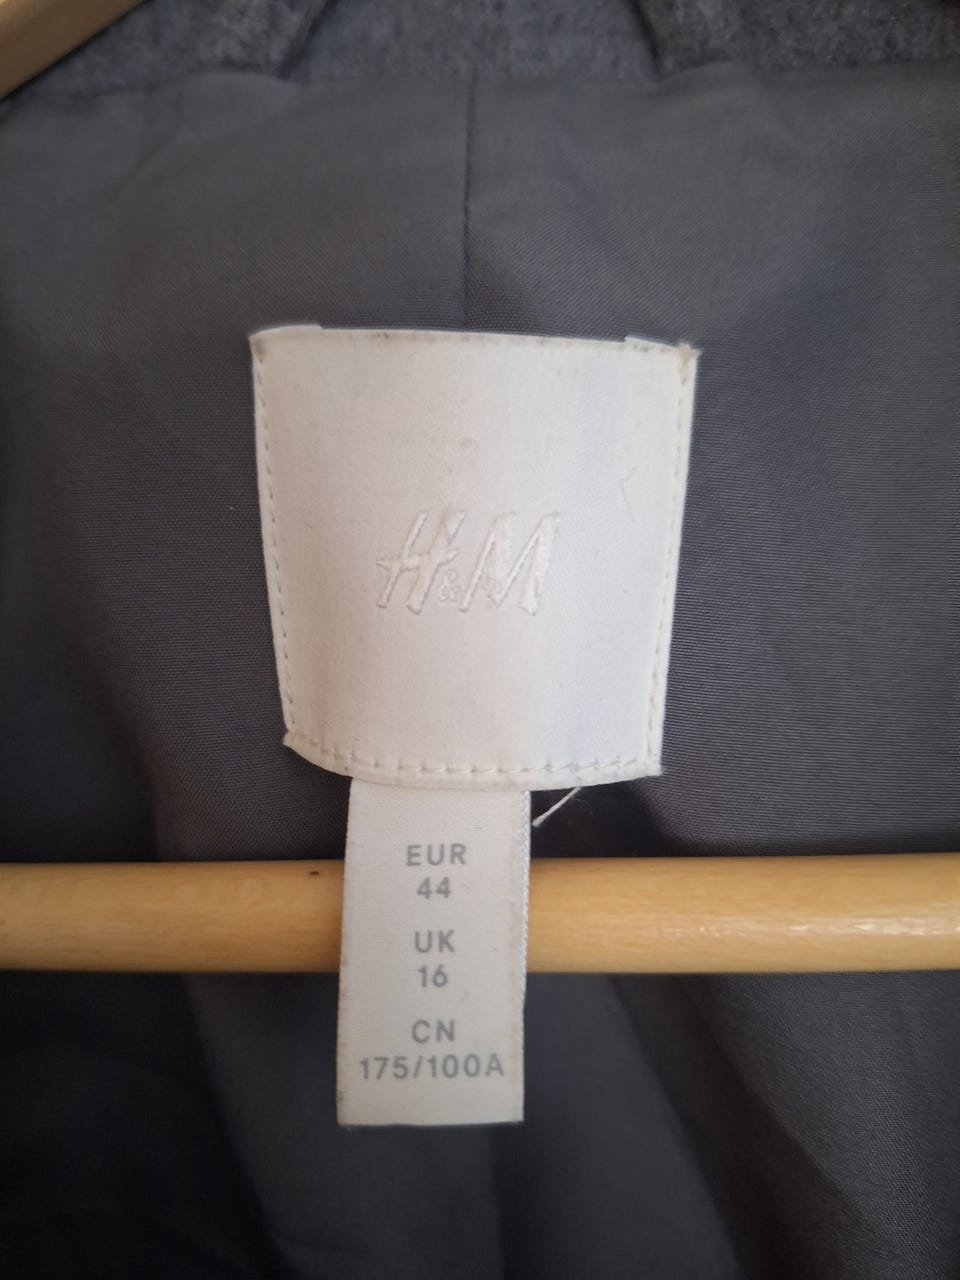 H&M
EUR
44
UK
16
CN
175/100A